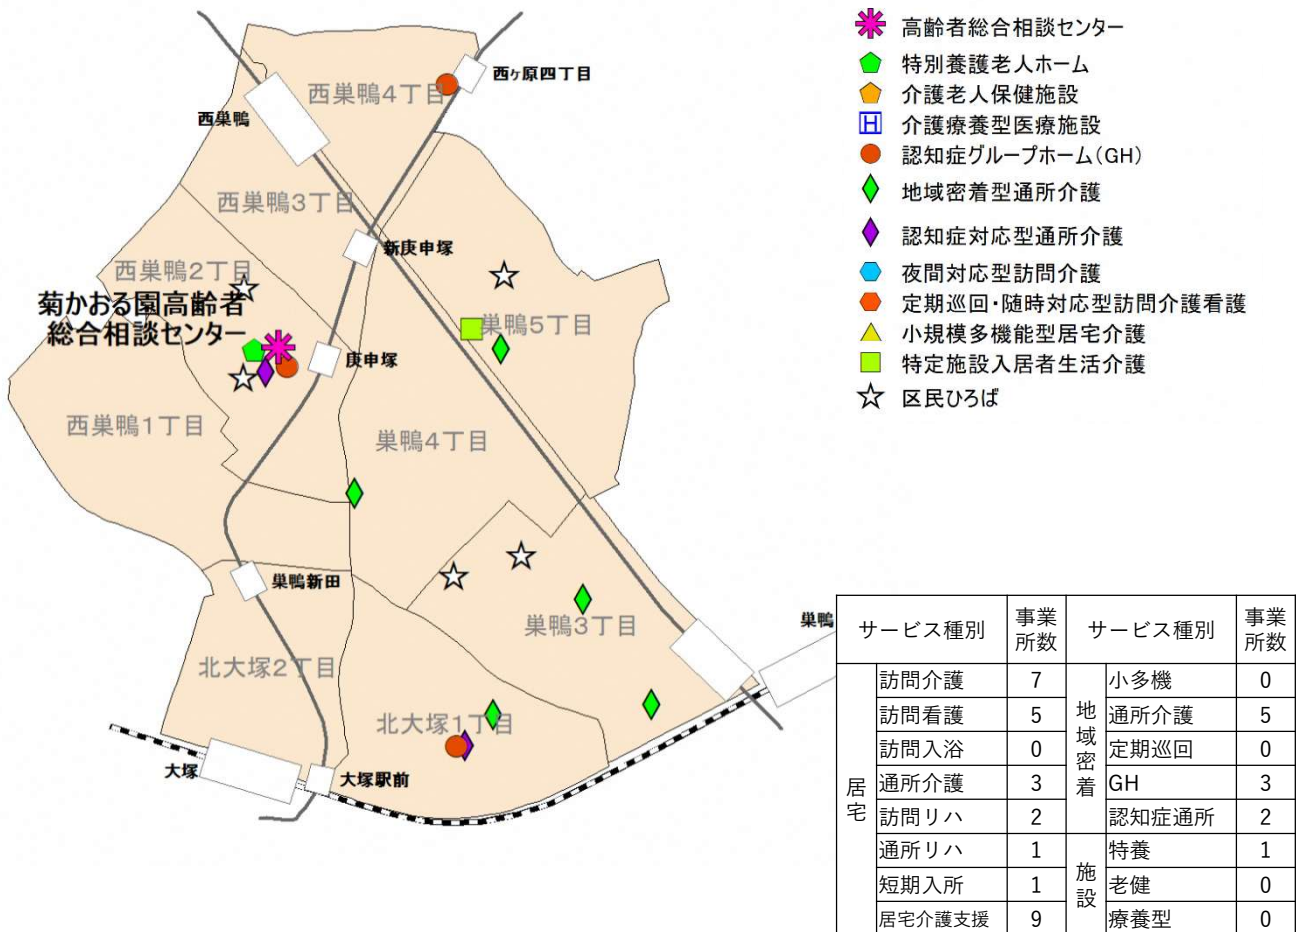 西ヶ原四丁目
西巣鴨4丁目
西巣鴨
西巣鴨3丁目
新庚申塚
西巣鴨2丁目
菊かおる園高齢者
総合相談センター
巣鴨5丁目
庚申塚
西巣鴨1丁目
巣鴨4丁目
巣鴨新田
巣鴨3丁目
巣鴨
北大塚2丁目
北大塚1丁目
大塚
大塚駅前
高齢者総合相談センター
特別養護老人ホーム
介護老人保健施設
H 介護療養型医療施設
認知症グループホーム(GH)
地域密着型通所介護
認知症対応型通所介護
夜間対応型訪問介護
定期巡回・随時対応型訪問介護看護
小規模多機能型居宅介護
特定施設入居者生活介護
区民ひろば
サービス種別 事業所数 サービス種別 事業所数
居宅 訪問介護 7 地域密着 小多機 0
訪問看護 5 通所介護 5
訪問入浴 0 定期巡回 0
通所介護 3 GH 3
訪問リハ 2 認知症通所 2
通所リハ 1 施設 特養 1
短期入所 1 老健 0
居宅介護支援 9 療養型 0